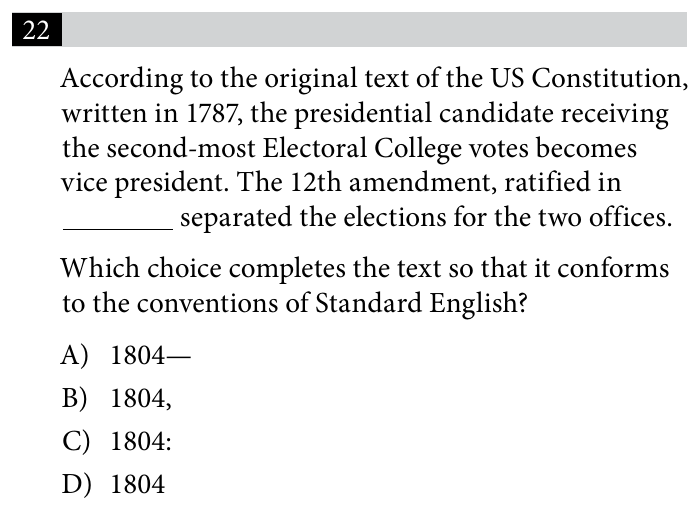 22
According to the original text of the US Constitution,
written in 1787, the presidential candidate receiving
the second-most Electoral College votes becomes
vice president. The 12th amendment, ratified in
________ separated the elections for the two offices.
Which choice completes the text so that it conforms
to the conventions of Standard English?
A) 1804—
B) 1804,
C) 1804:
D) 1804